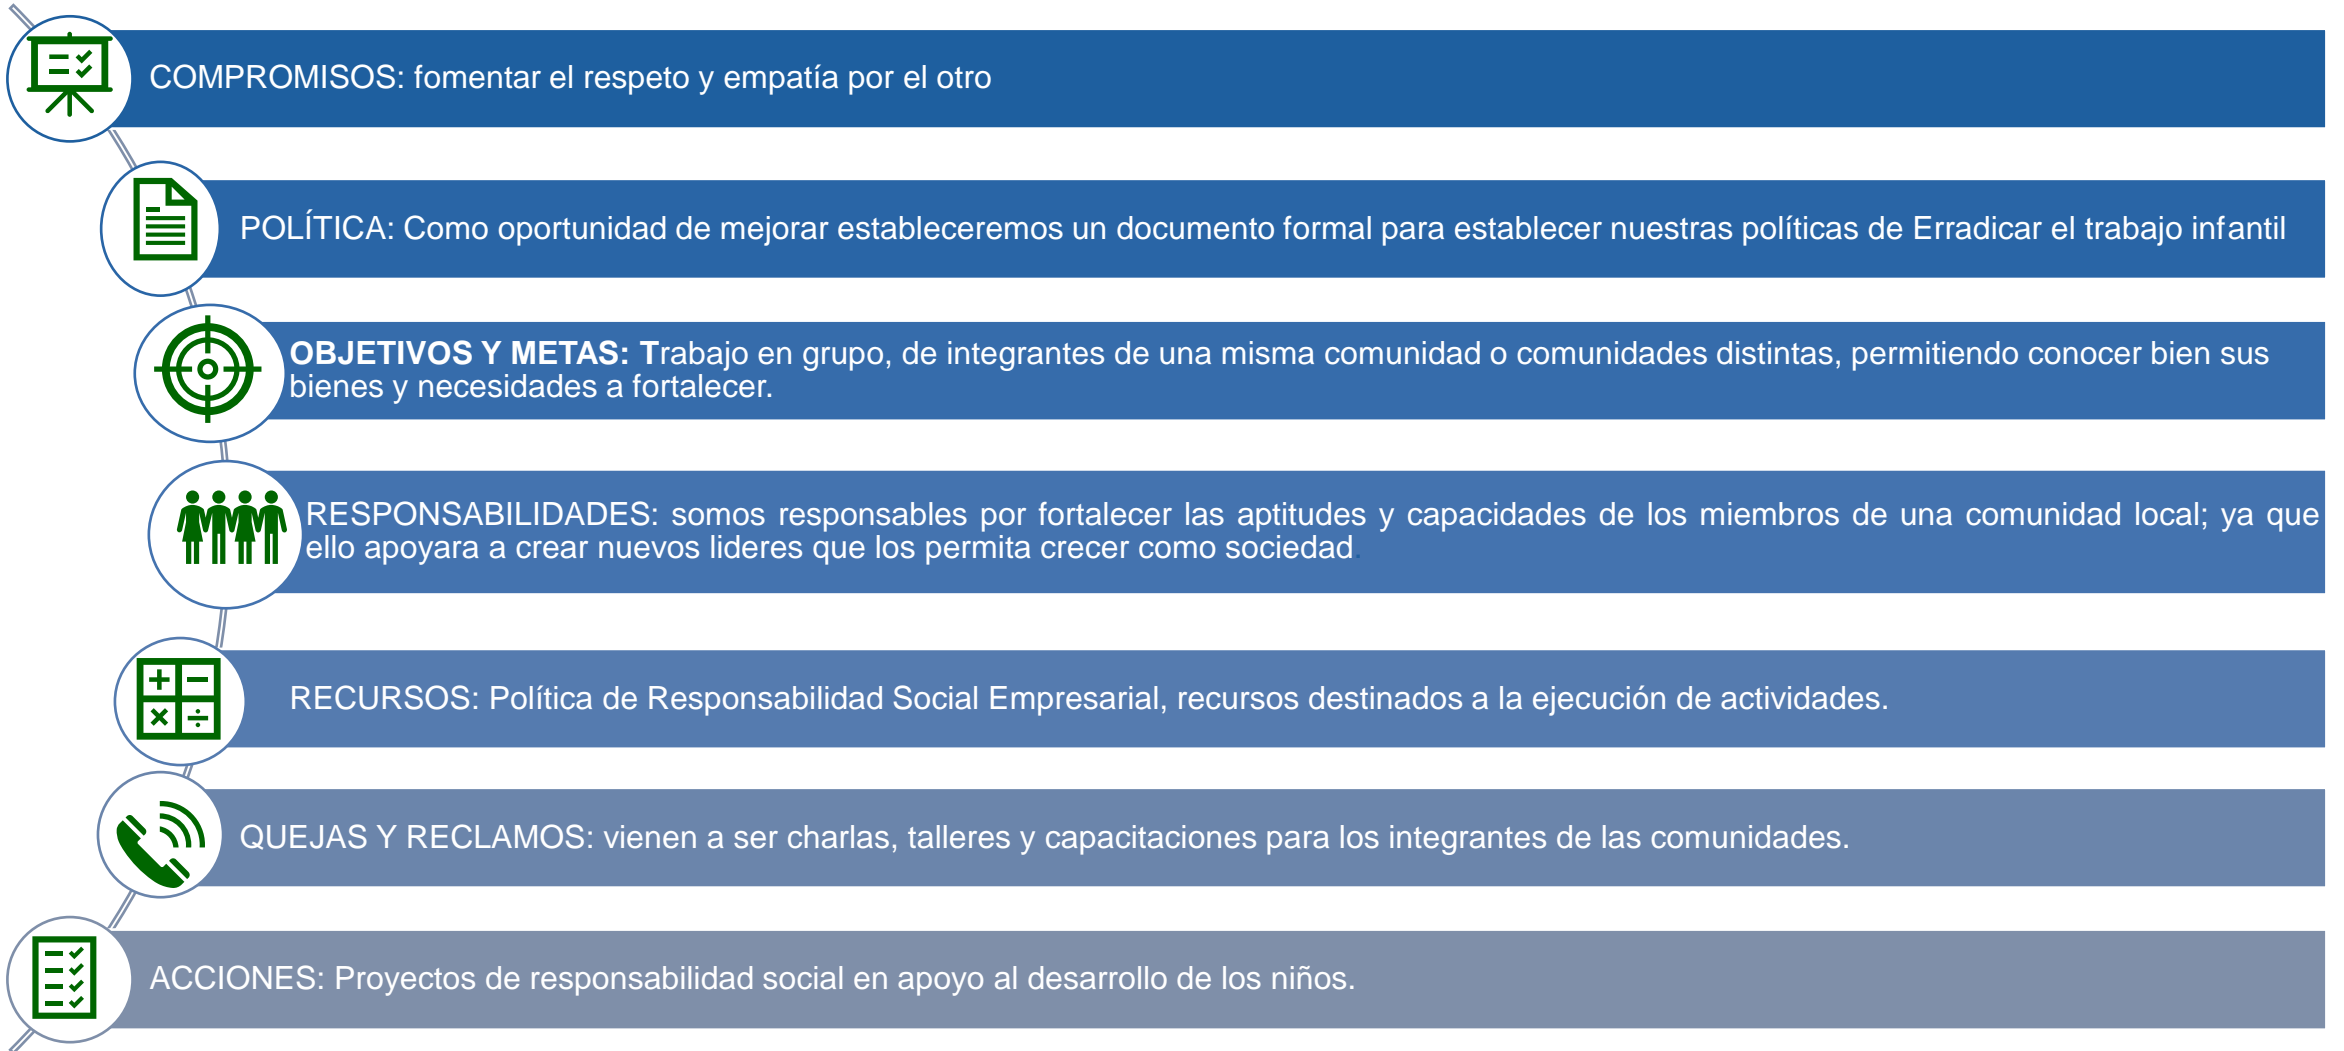 COMPROMISOS: fomentar el respeto y empatía por el otro
POLÍTICA: Como oportunidad de mejorar estableceremos un documento formal para establecer nuestras políticas de Erradicar el trabajo infantil
OBJETIVOS Y METAS: Trabajo en grupo, de integrantes de una misma comunidad o comunidades distintas, permitiendo conocer bien sus
bienes y necesidades a fortalecer.
RESPONSABILIDADES: somos responsables por fortalecer las aptitudes y capacidades de los miembros de una comunidad local; ya que
ello apoyara a crear nuevos lideres que los permita crecer como sociedad.
RECURSOS: Política de Responsabilidad Social Empresarial, recursos destinados a la ejecución de actividades.
QUEJAS Y RECLAMOS: vienen a ser charlas, talleres y capacitaciones para los integrantes de las comunidades.
ACCIONES: Proyectos de responsabilidad social en apoyo al desarrollo de los niños.